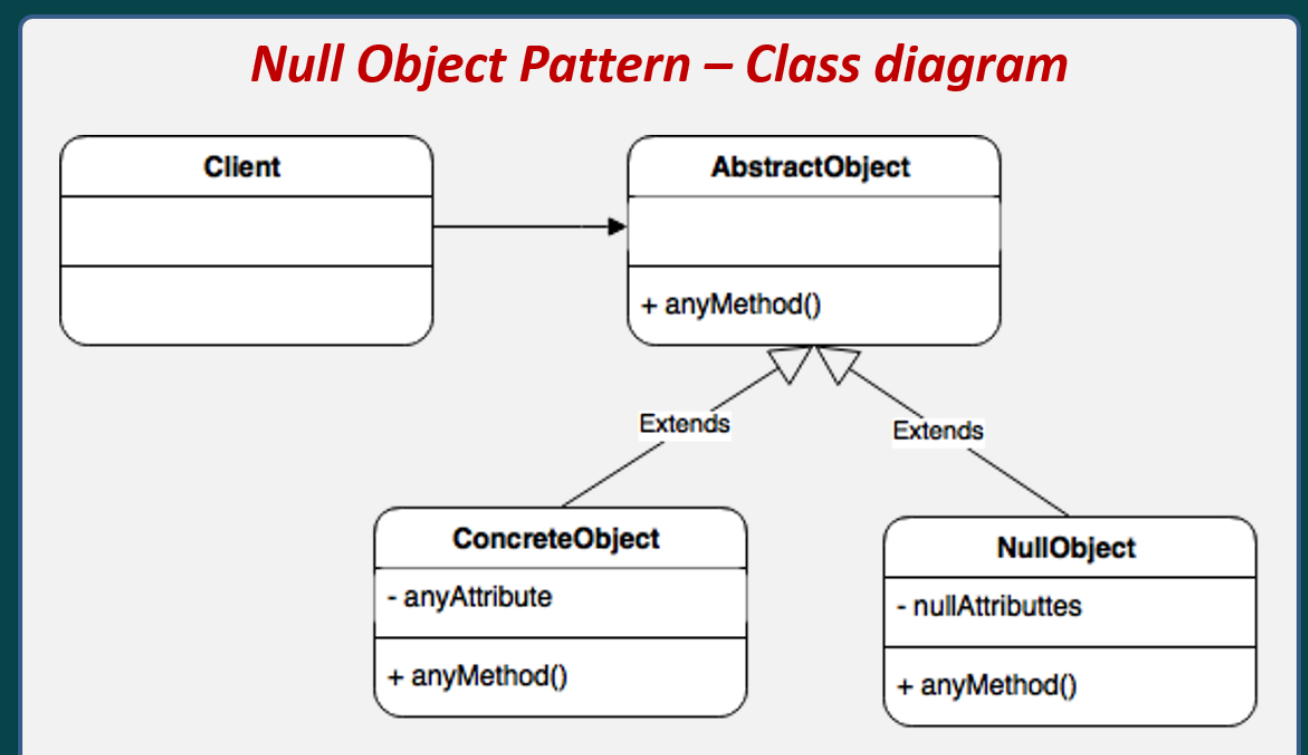 Null Object Pattern – Class diagram
Client
AbstractObject
+ anyMethod()
Extends
Extends
ConcreteObject
- anyAttribute
+ anyMethod()
NullObject
- nullAttributtes
+ anyMethod()